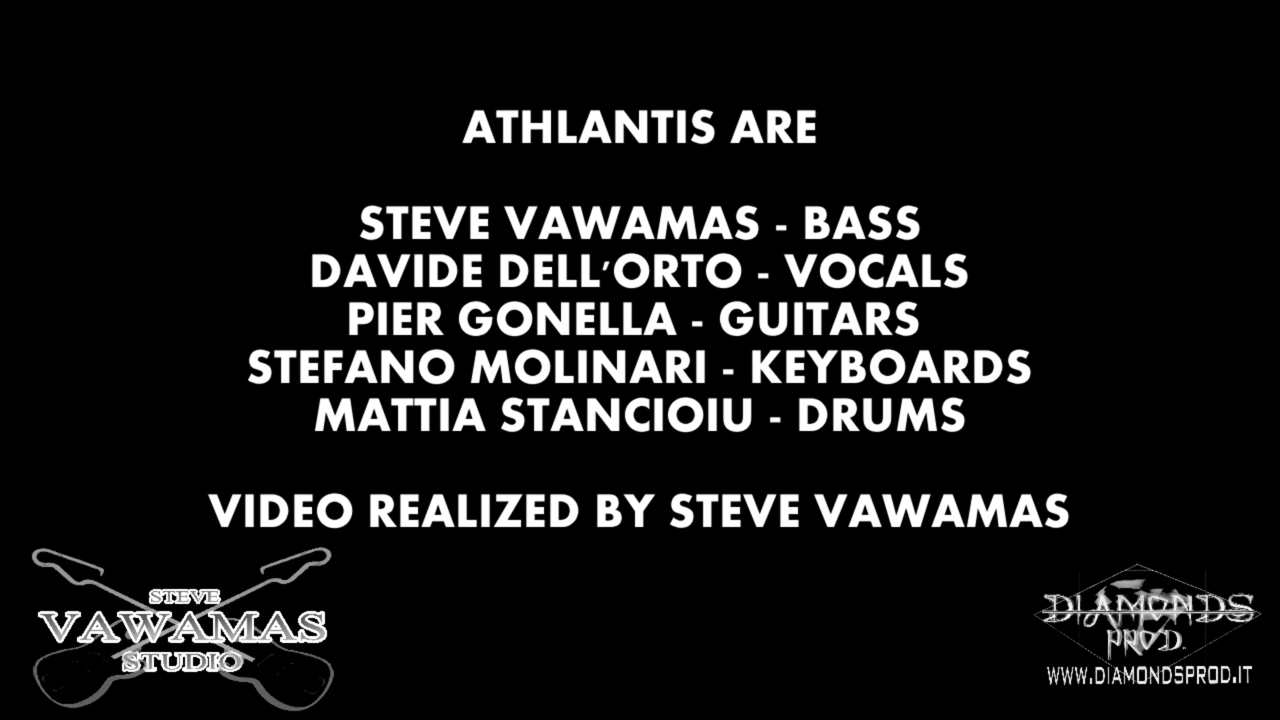 ATHLANTIS ARE
STEVE VAWAMAS - BASS
DAVIDE DELL'ORTO - VOCALS
PIER GONELLA - GUITARS
STEFANO MOLINARI - KEYBOARDS
MATTIA STANCIOIU - DRUMS
VIDEO REALIZED BY STEVE VAWAMAS
STEVE
VAWAMAS
STUDIO
DIAMONDS
PROD.
WWW.DIAMONDSPROD.IT